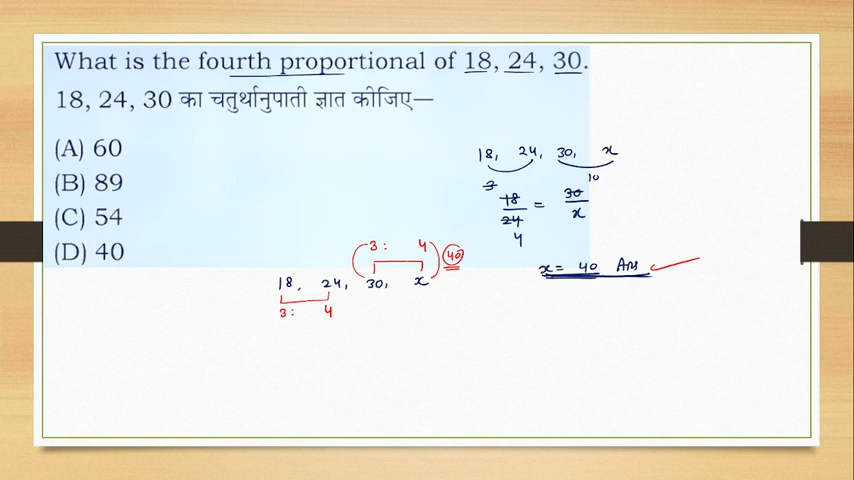 What is the fourth proportional of 18, 24, 30.
18, 24, 30 का चतुर्थानुपाती ज्ञात कीजिए—
(A) 60
(B) 89
(C) 54
(D) 40
18, 24, 30, x
3 10
18/24 = 30/x
4
x = 40 Ans
3 : 4 40
18, 24, 30, x
3 : 4